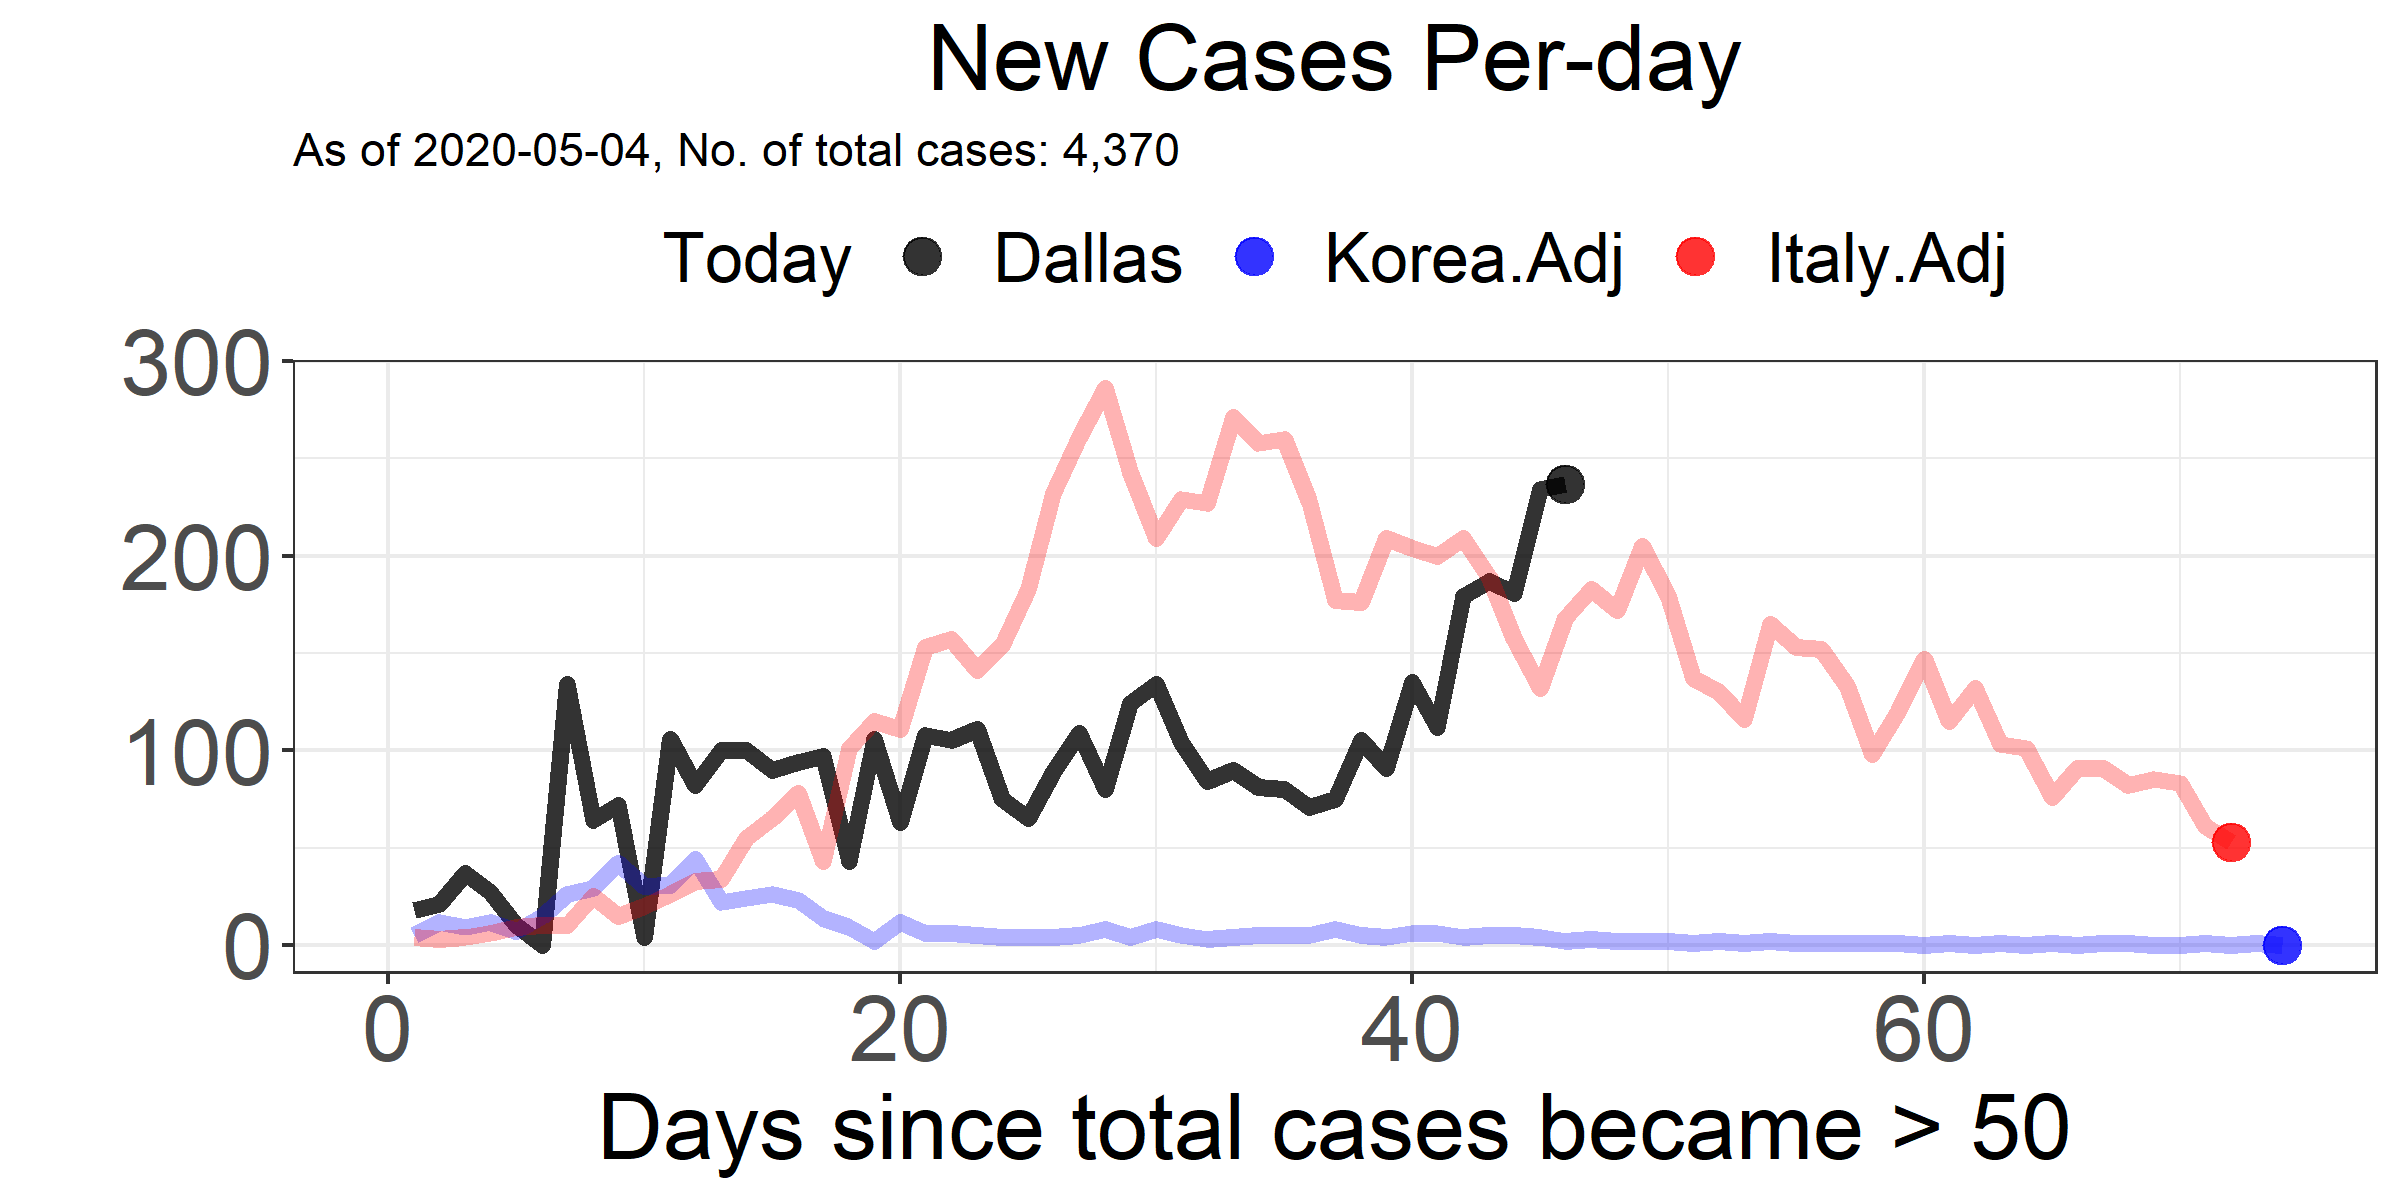 New Cases Per-day
As of 2020-05-04, No. of total cases: 4,370
Today Dallas Korea.Adj Italy.Adj
300
200
100
0
0 20 40 60
Days since total cases became > 50